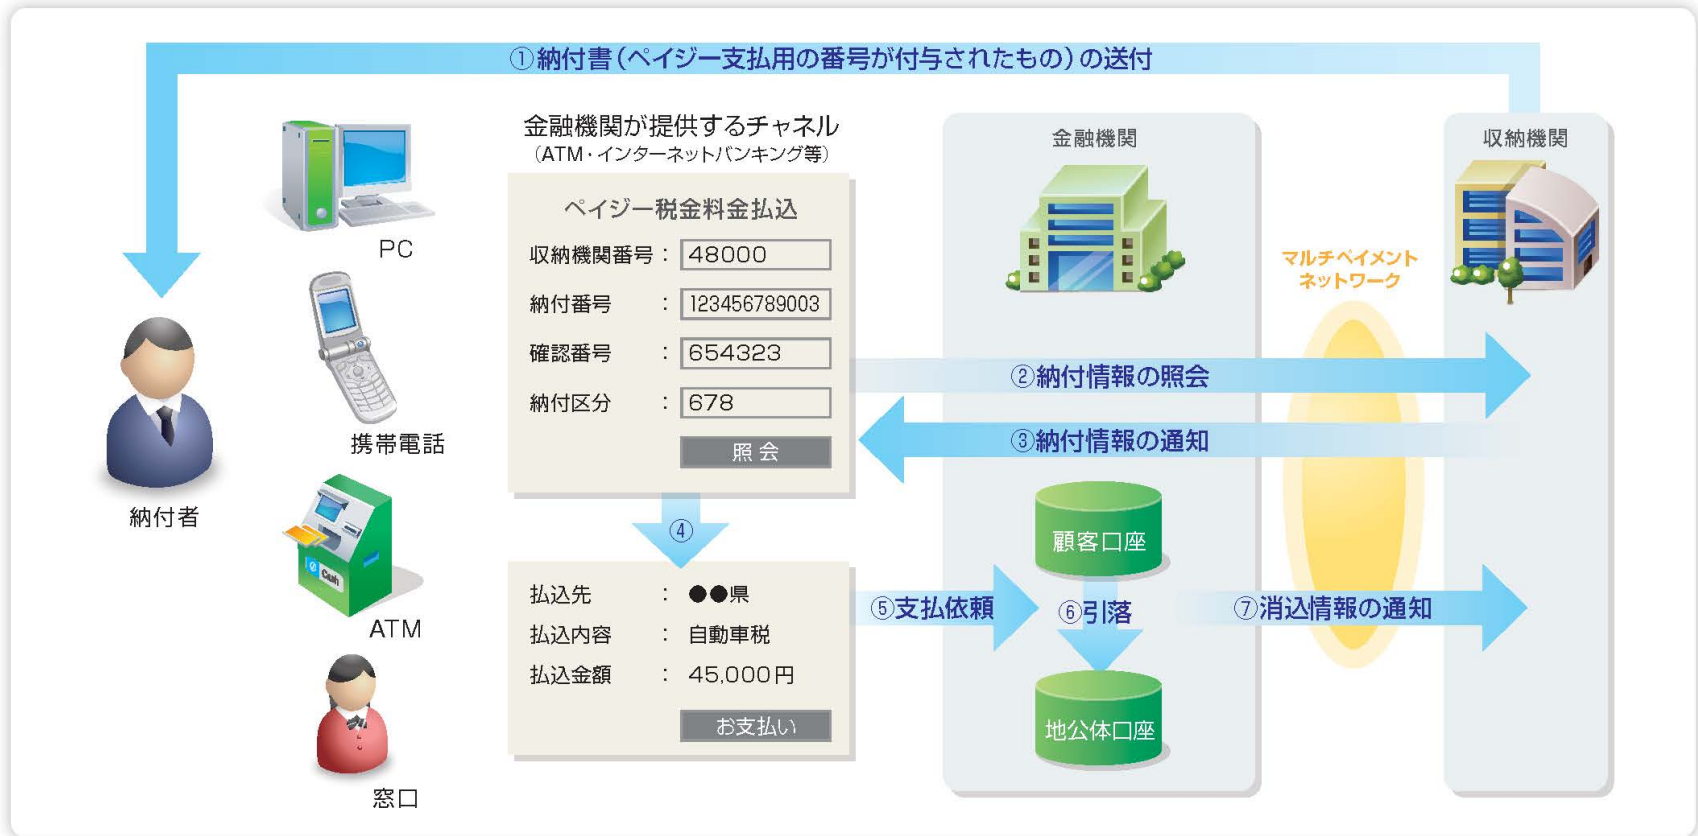 ①納付書(ペイジー支払用の番号が付与されたもの)の送付
PC
携帯電話
ATM
窓口
納付者
Cash
金融機関が提供するチャネル
(ATM・インターネットバンキング等)
ペイジー税金料金払込
収納機関番号:48000
納付番号:123456789003
確認番号:654323
納付区分:678
照会
④
払込先:●●県
払込内容:自動車税
払込金額:45,000円
お支払い
金融機関
収納機関
マルチペイメント
ネットワーク
②納付情報の照会
③納付情報の通知
顧客口座
⑤支払依頼
⑥引落
⑦消込情報の通知
地公体口座